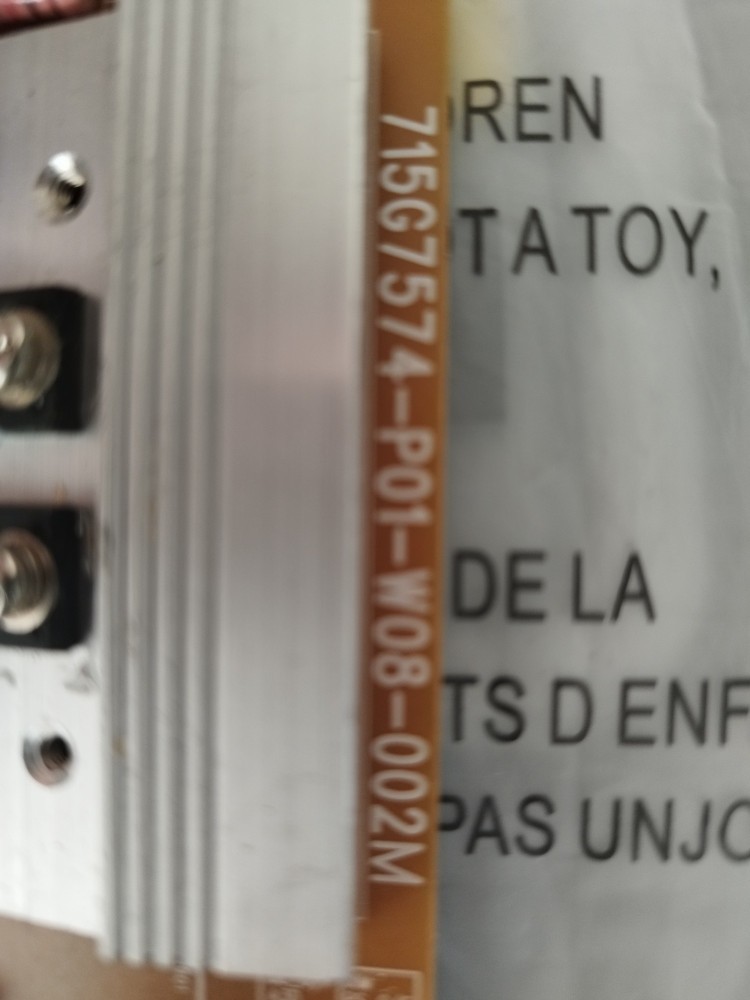 715G7574-P01-W08-002M
REN
T A TOY,
DE LA
TS D ENF
PAS UNJO